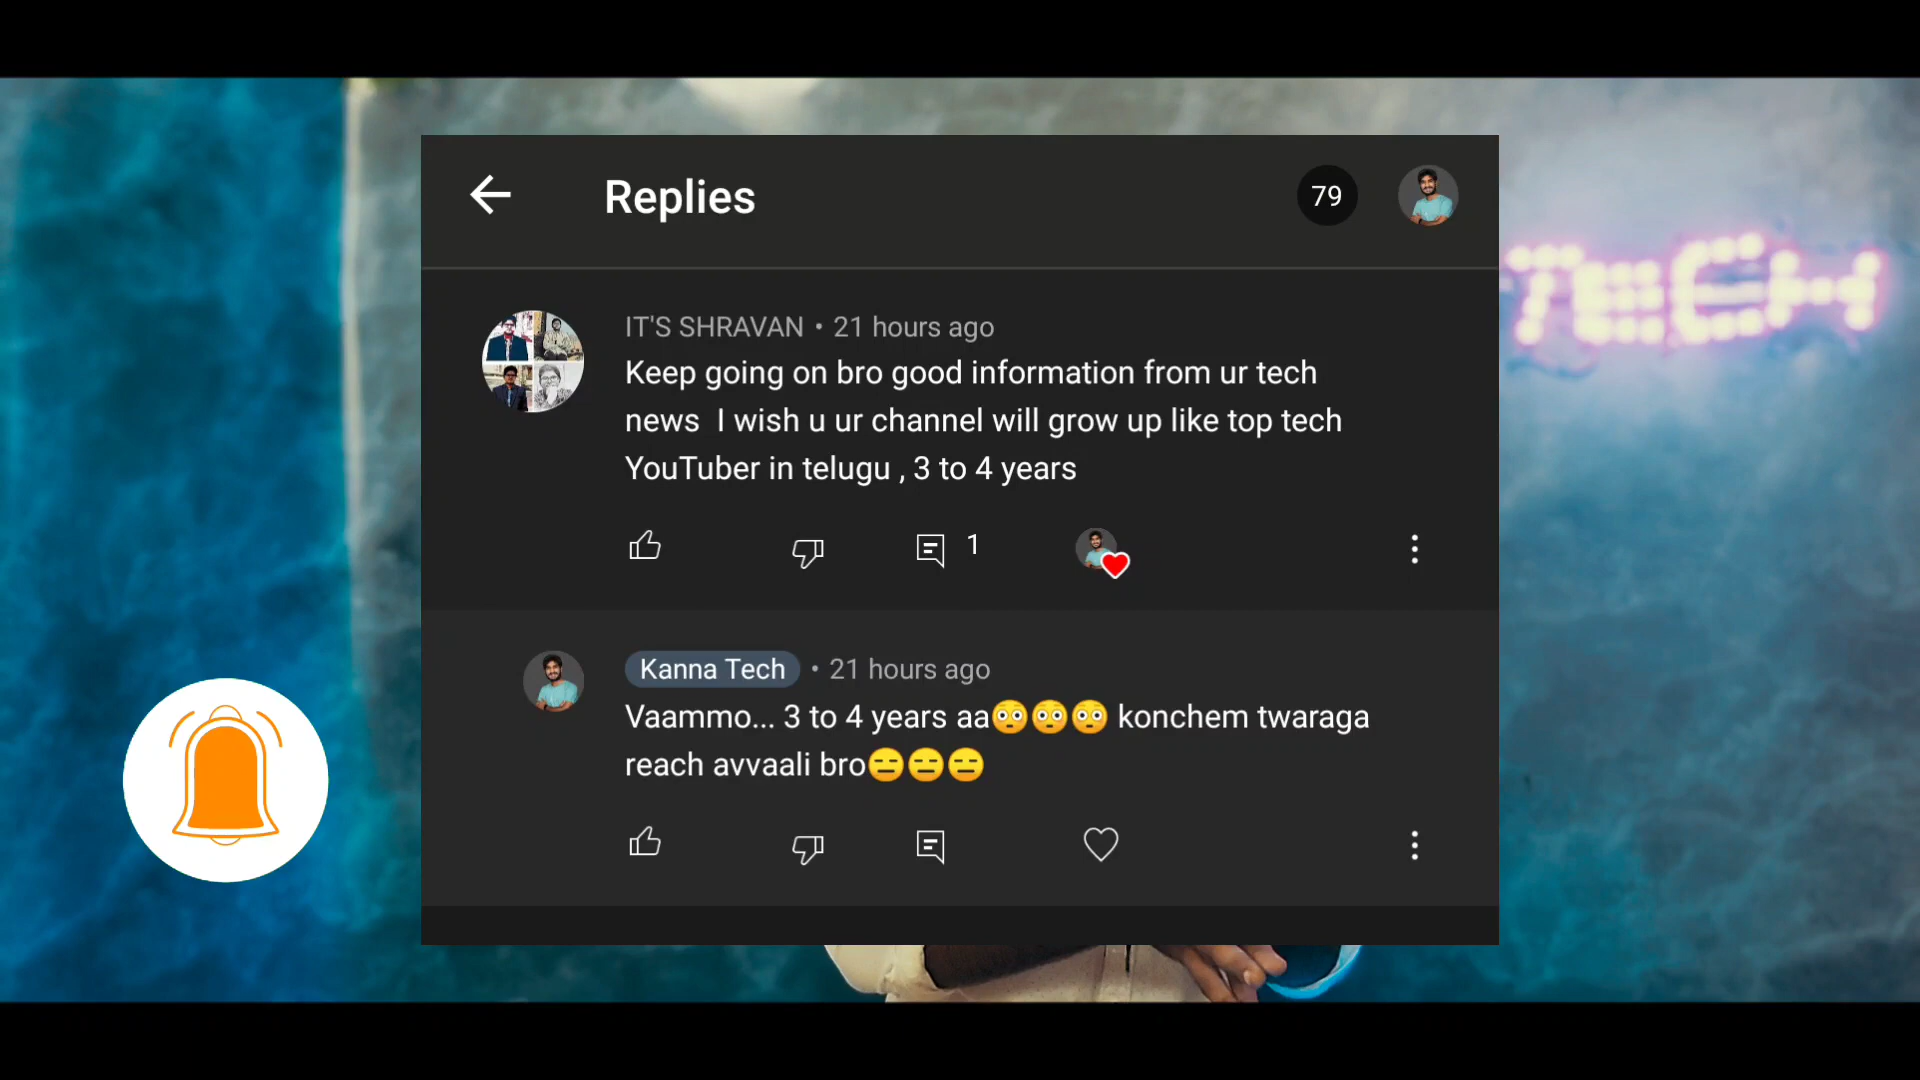 Replies
79
TECH
IT'S SHRAVAN • 21 hours ago
Keep going on bro good information from ur tech
news  I wish u ur channel will grow up like top tech
YouTuber in telugu , 3 to 4 years
1
Kanna Tech • 21 hours ago
Vaammo... 3 to 4 years aa😳😳😳 konchem twaraga
reach avvaali bro😑😑😑